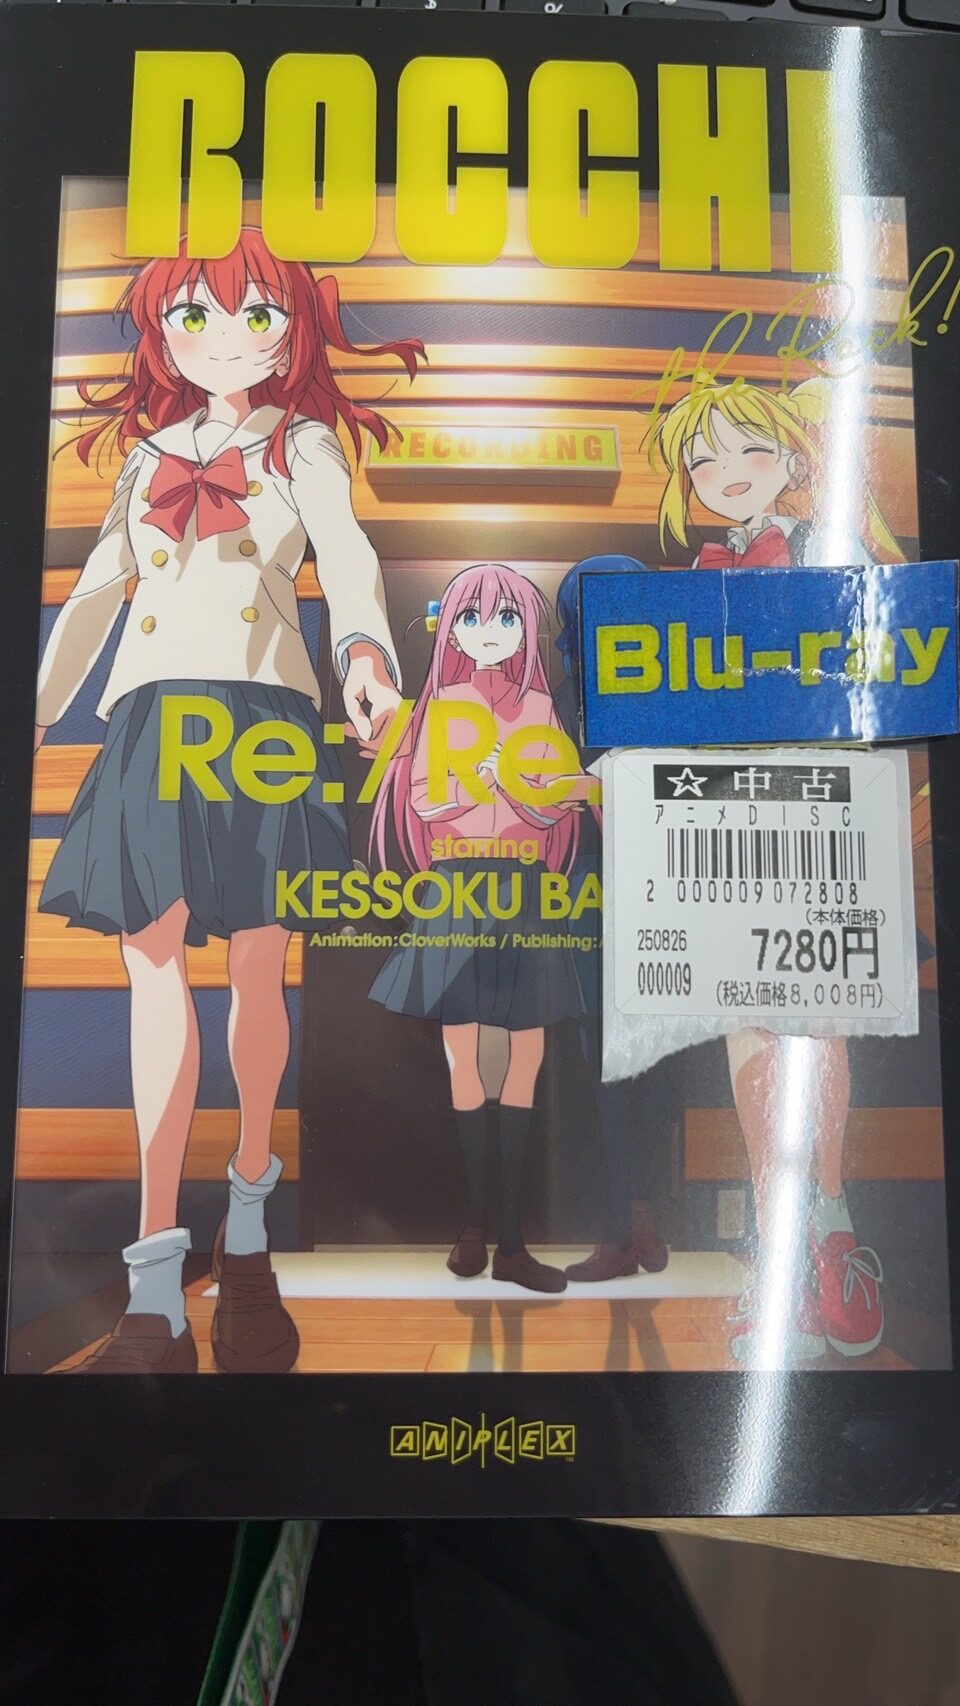 BOCCHI
the Rock!
RECORDING
Blu-ray
Re:/Re:
☆ 中古
アニメDISC
2 000009 072808
starring
(本体価格)
KESSOKU BA
250826
7280円
Animation:CloverWorks / Publishing:
000009
(税込価格8,008円)
ANIPLEX